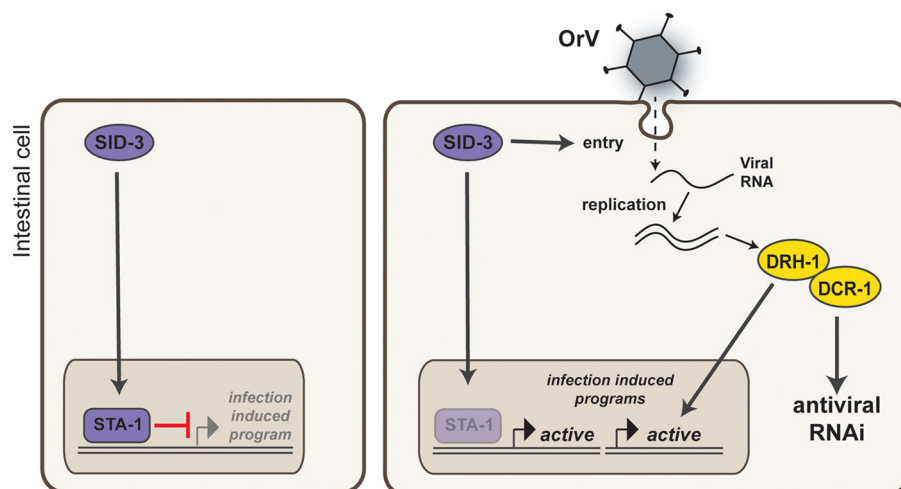 Intestinal cell
SID-3
STA-1
infection
induced
program
OrV
SID-3
entry
Viral
RNA
replication
DRH-1
DCR-1
infection induced
programs
STA-1
active
active
antiviral
RNAi